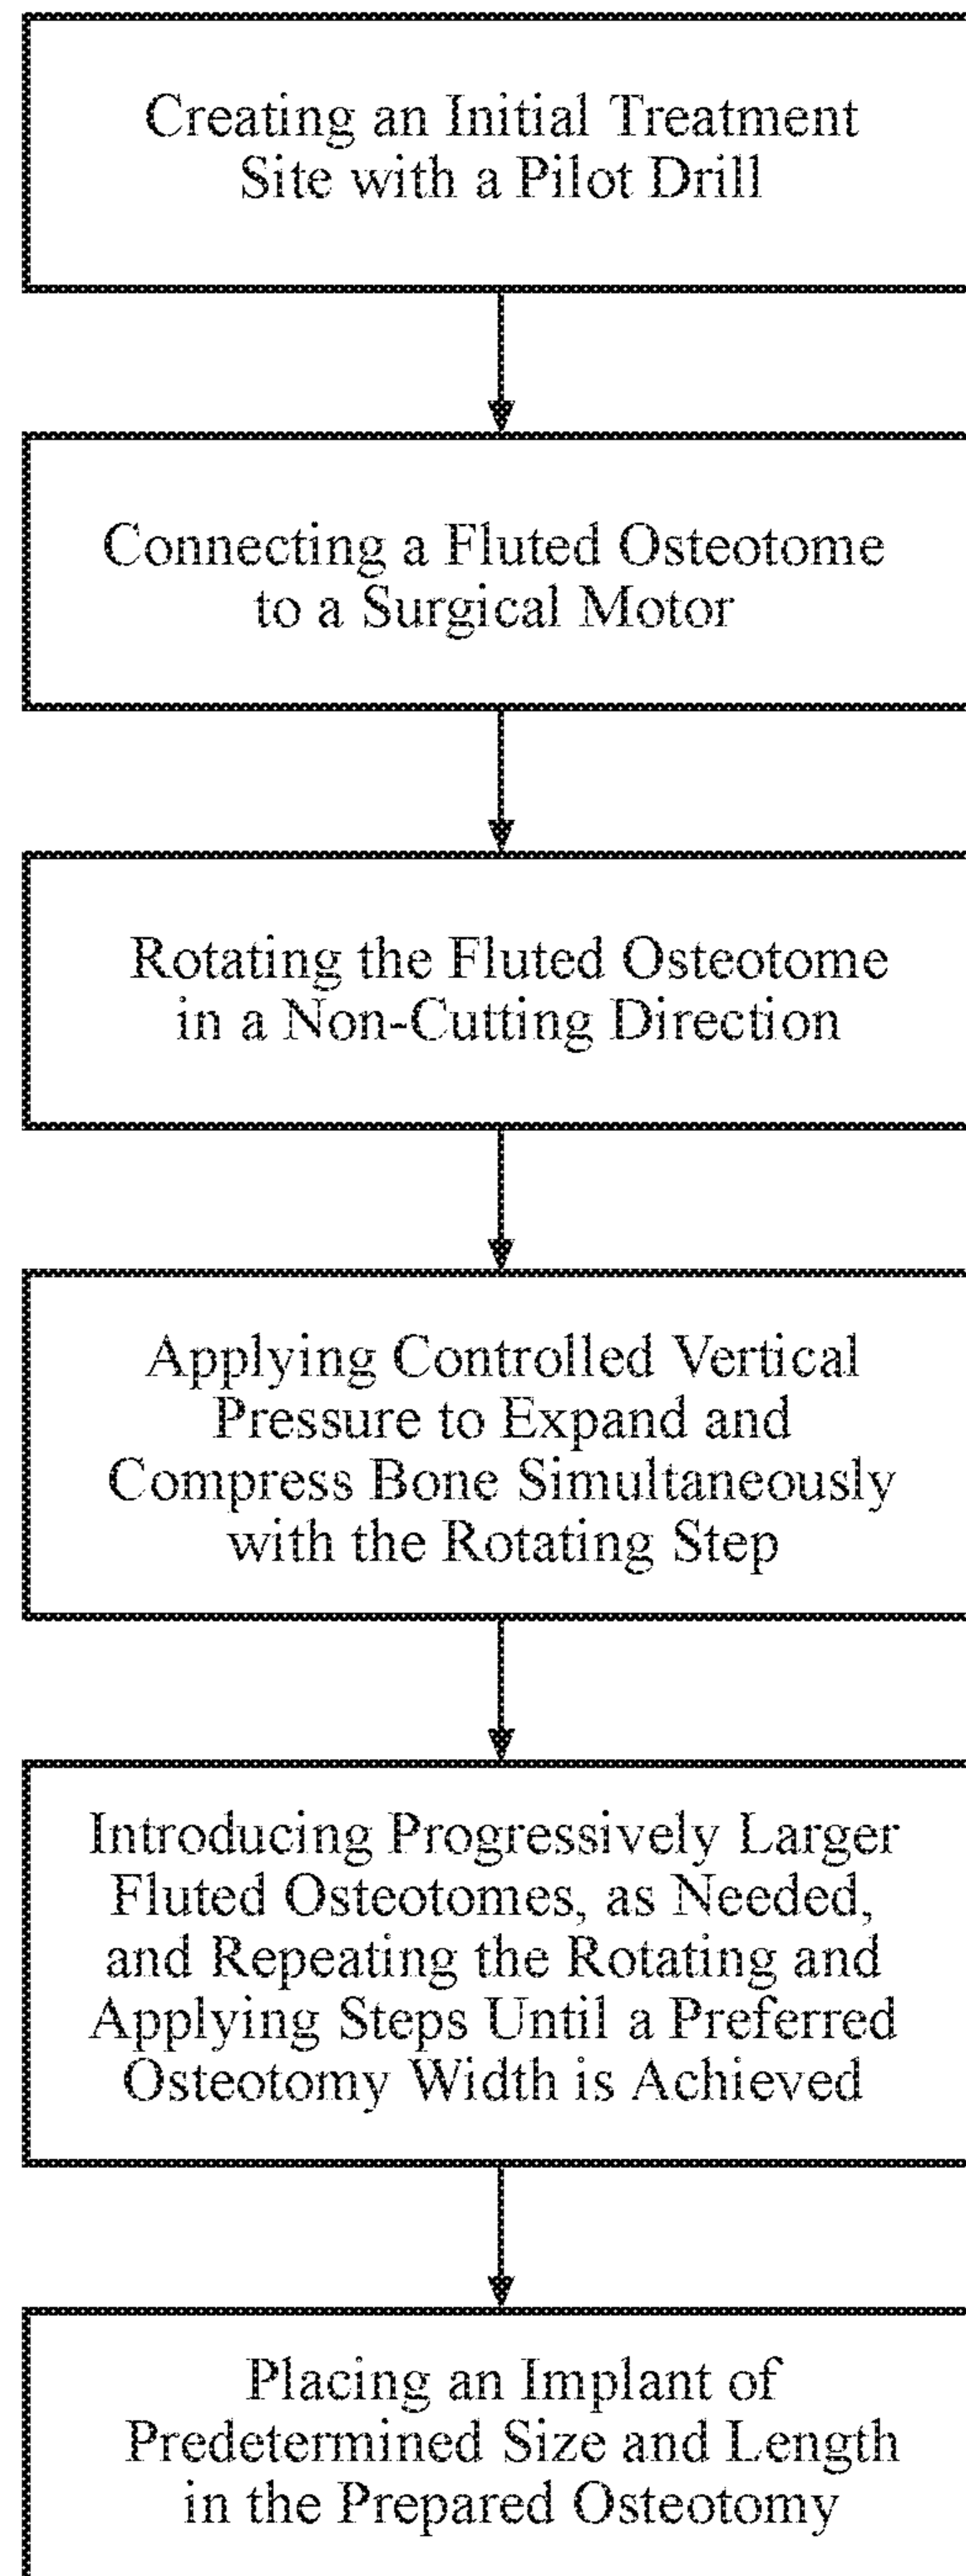 Creating an Initial Treatment
Site with a Pilot Drill
Connecting a Fluted Osteotome
to a Surgical Motor
Rotating the Fluted Osteotome
in a Non-Cutting Direction
Applying Controlled Vertical
Pressure to Expand and
Compress Bone Simultaneously
with the Rotating Step
Introducing Progressively Larger
Fluted Osteotomes, as Needed,
and Repeating the Rotating and
Applying Steps Until a Preferred
Osteotomy Width is Achieved
Placing an Implant of
Predetermined Size and Length
in the Prepared Osteotomy